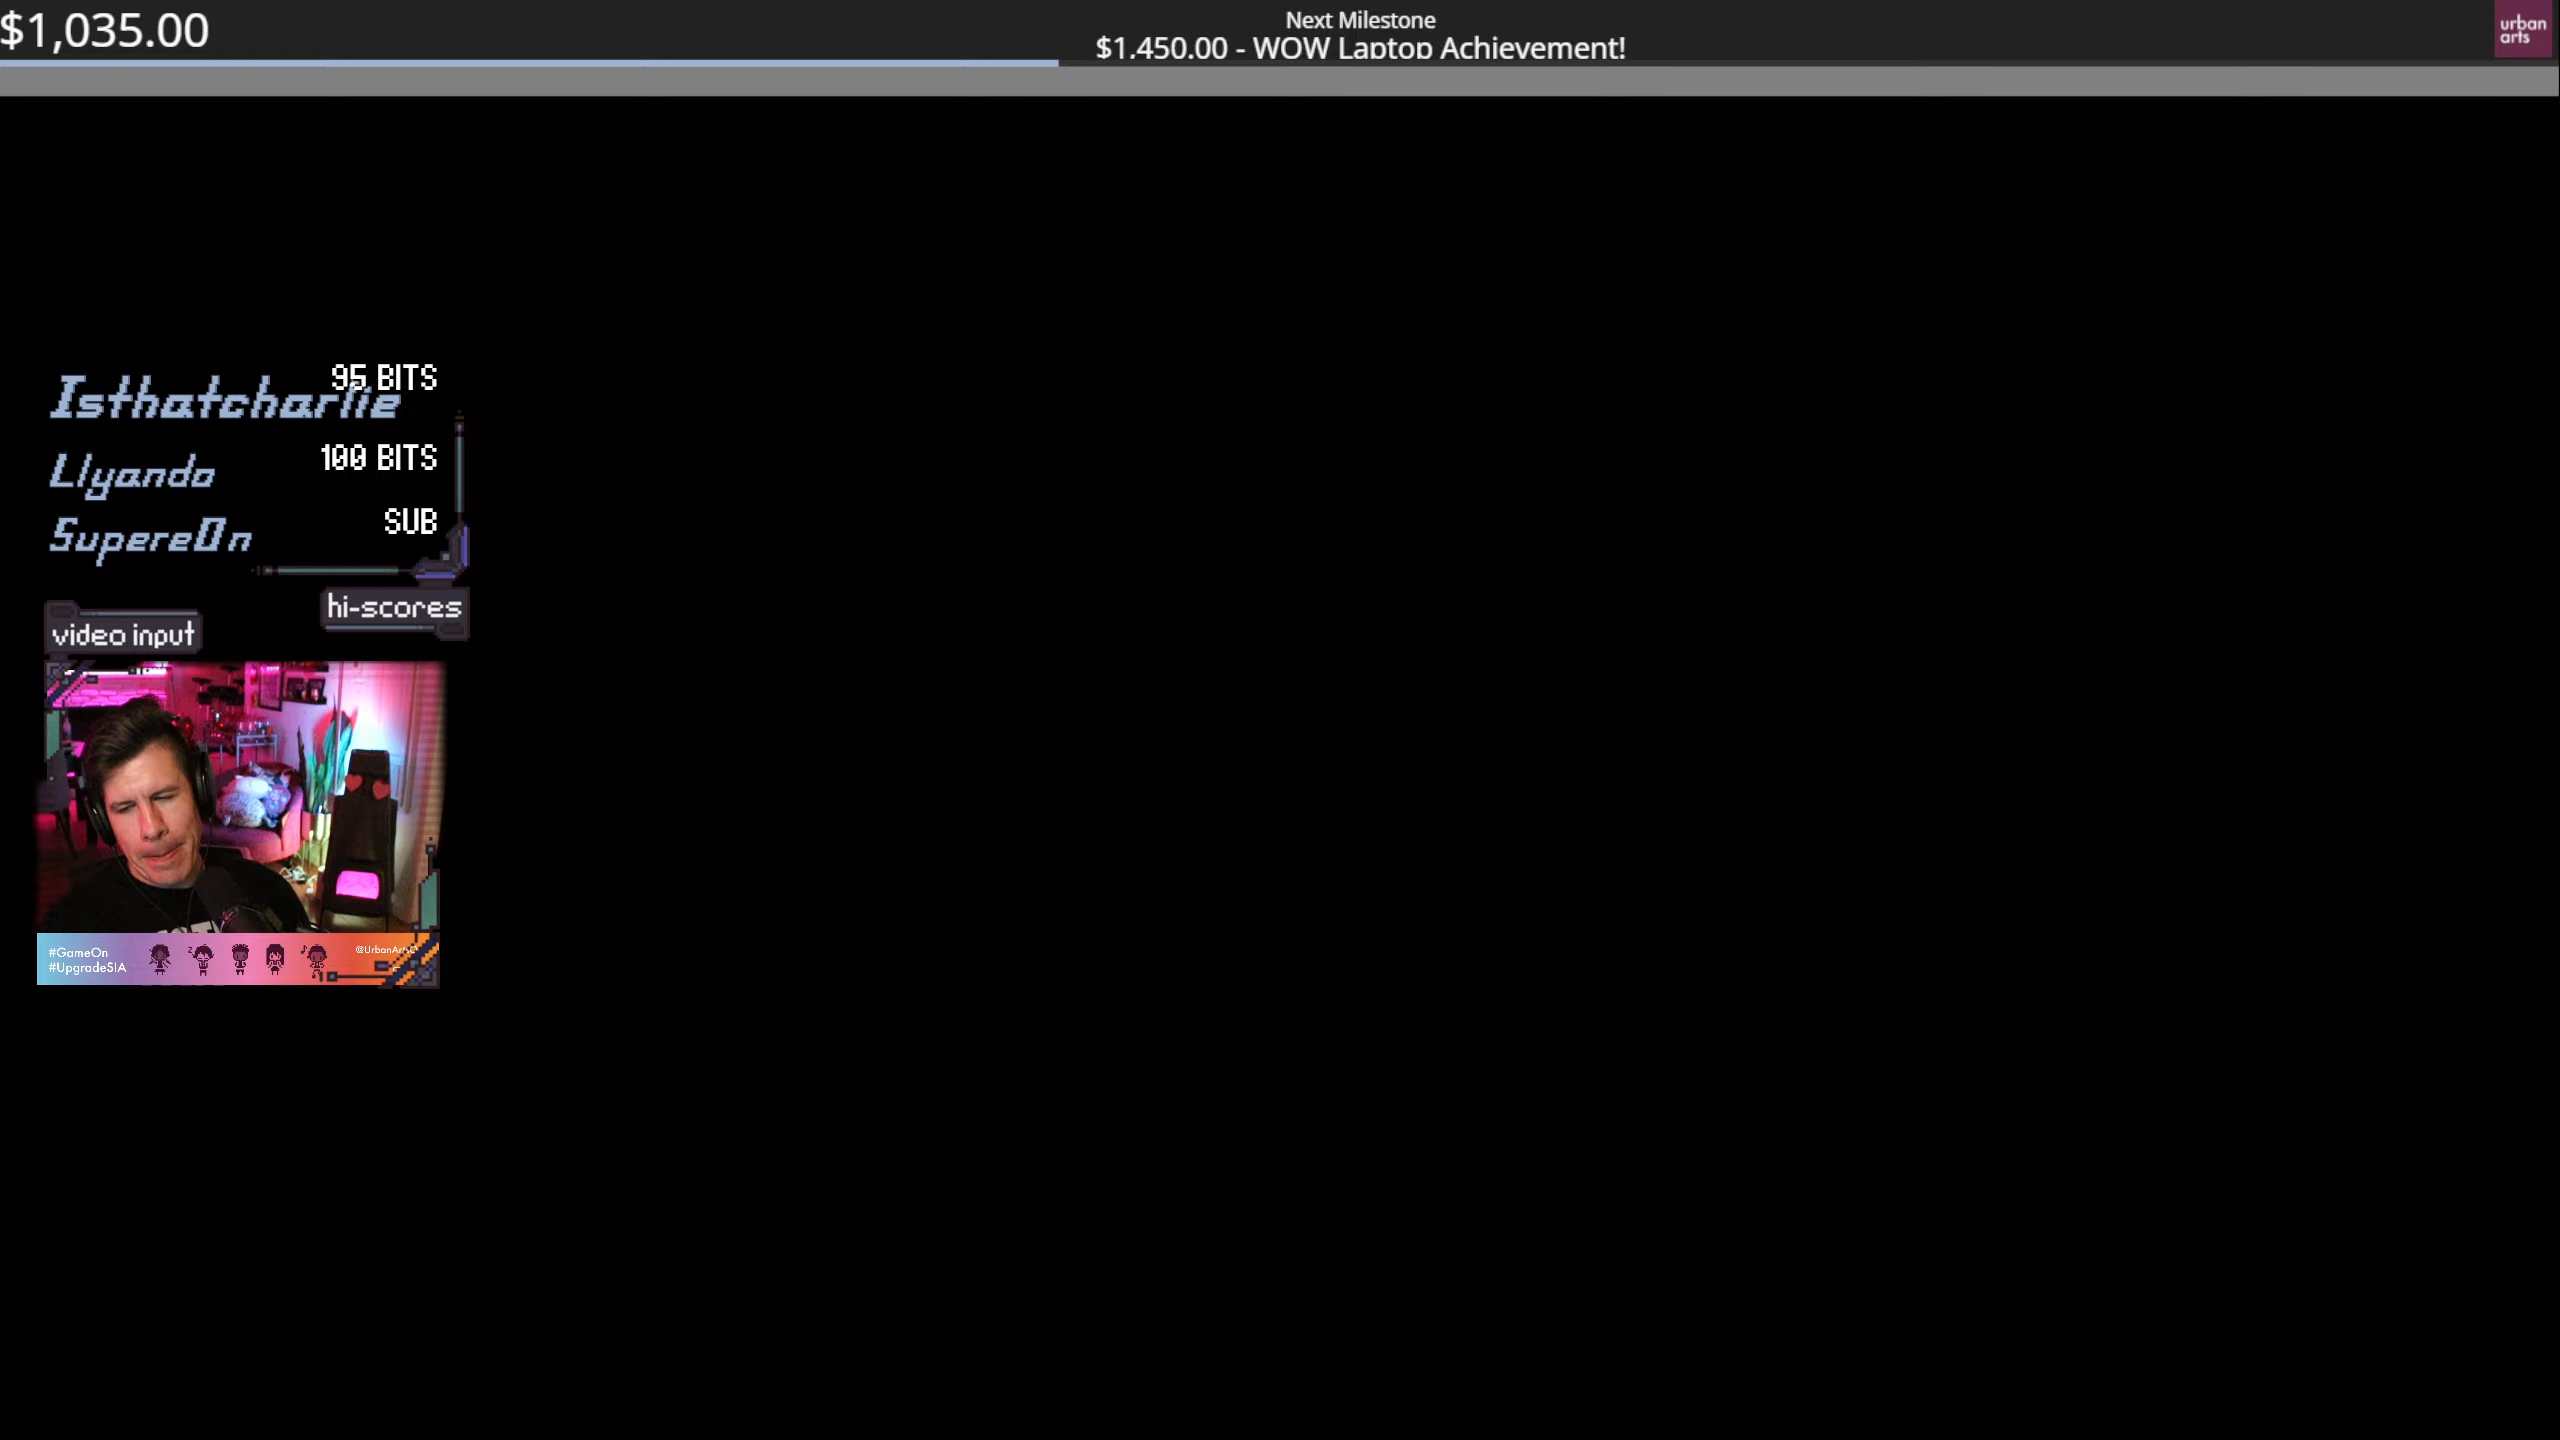 $1,035.00
Next Milestone
$1,450.00 - WOW Laptop Achievement!
urban
arts
95 BITS
Isthatcharlie
100 BITS
Llyando
SUB
Supere0n
hi-scores
video input
#GameOn
#UpgradeSIA